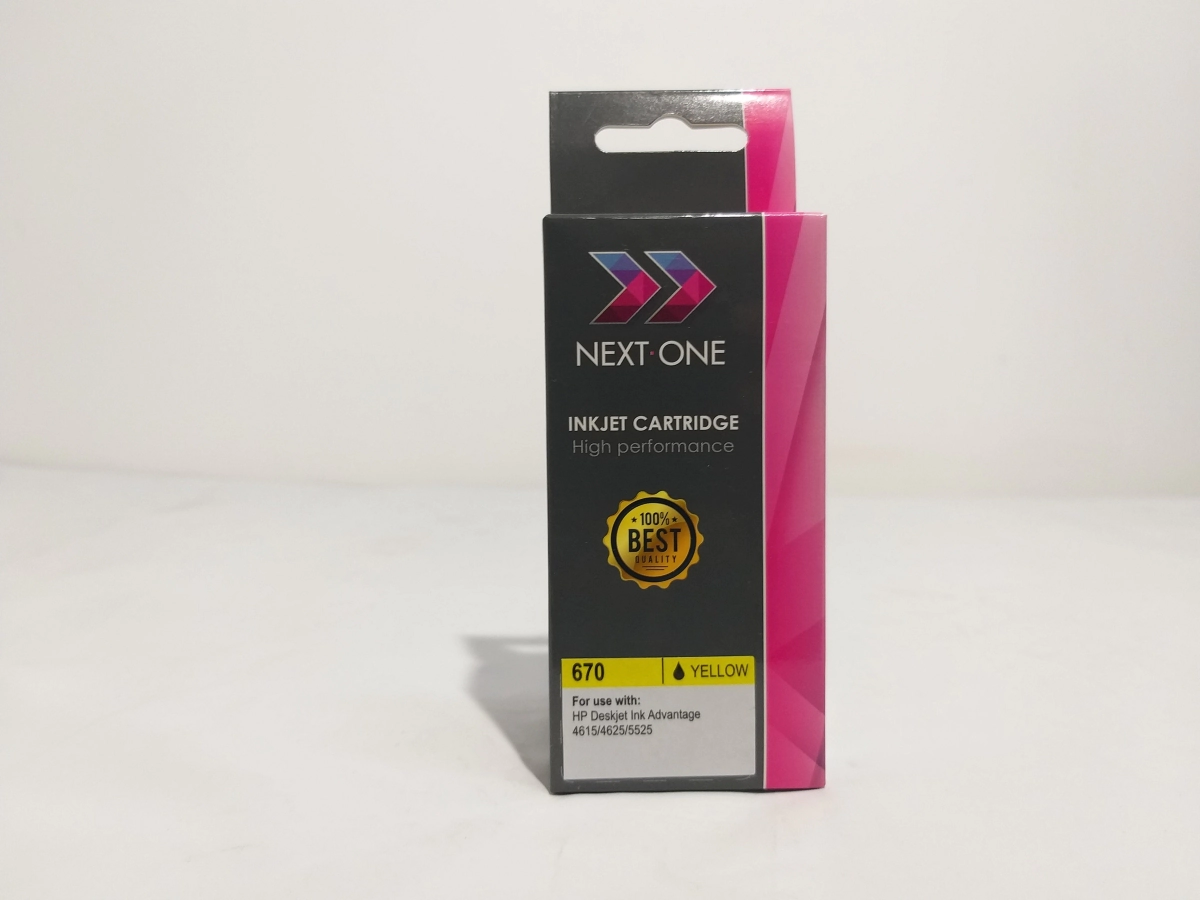 NEXT·ONE
INKJET CARTRIDGE
High performance
100%
BEST
QUALITY
670 YELLOW
For use with:
HP Deskjet Ink Advantage
4615/4625/5525